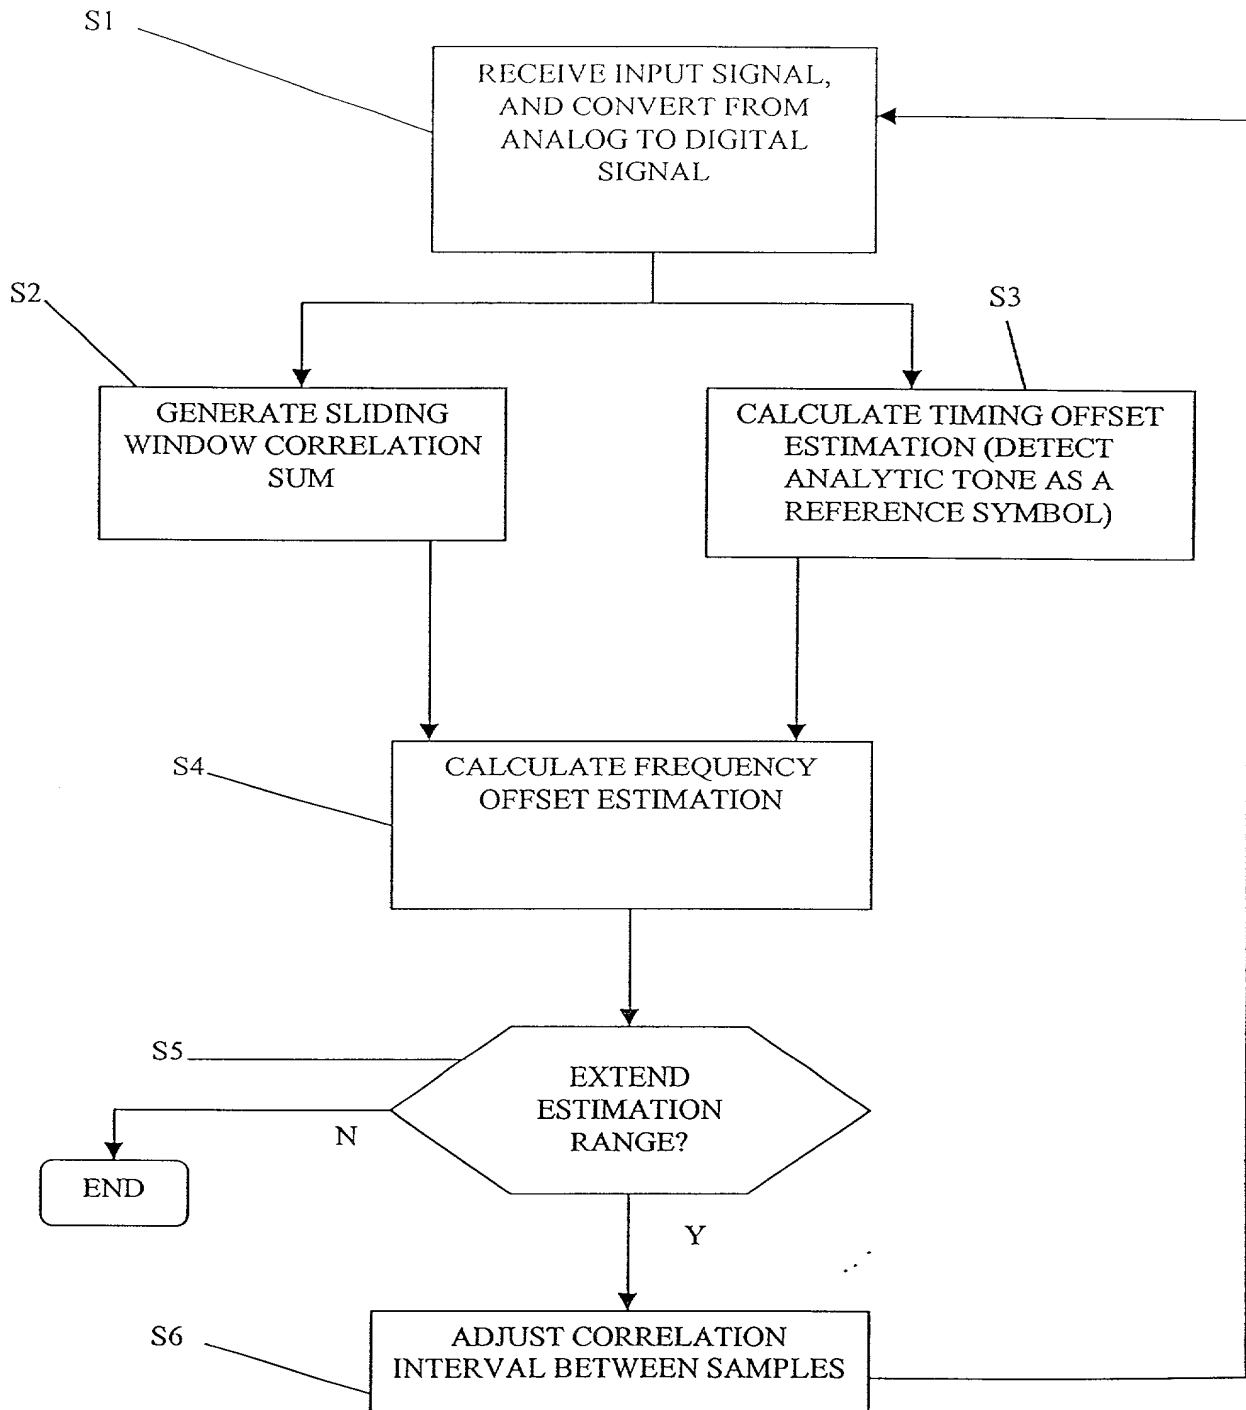 S1
RECEIVE INPUT SIGNAL,
AND CONVERT FROM
ANALOG TO DIGITAL
SIGNAL
S2
S3
GENERATE SLIDING
WINDOW CORRELATION
SUM
CALCULATE TIMING OFFSET
ESTIMATION (DETECT
ANALYTIC TONE AS A
REFERENCE SYMBOL)
S4
CALCULATE FREQUENCY
OFFSET ESTIMATION
S5
EXTEND
ESTIMATION
RANGE?
N
END
Y
S6
ADJUST CORRELATION
INTERVAL BETWEEN SAMPLES